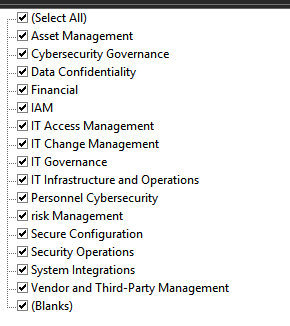 (Select All)
Asset Management
Cybersecurity Governance
Data Confidentiality
Financial
IAM
IT Access Management
IT Change Management
IT Governance
IT Infrastructure and Operations
Personnel Cybersecurity
risk Management
Secure Configuration
Security Operations
System Integrations
Vendor and Third-Party Management
(Blanks)